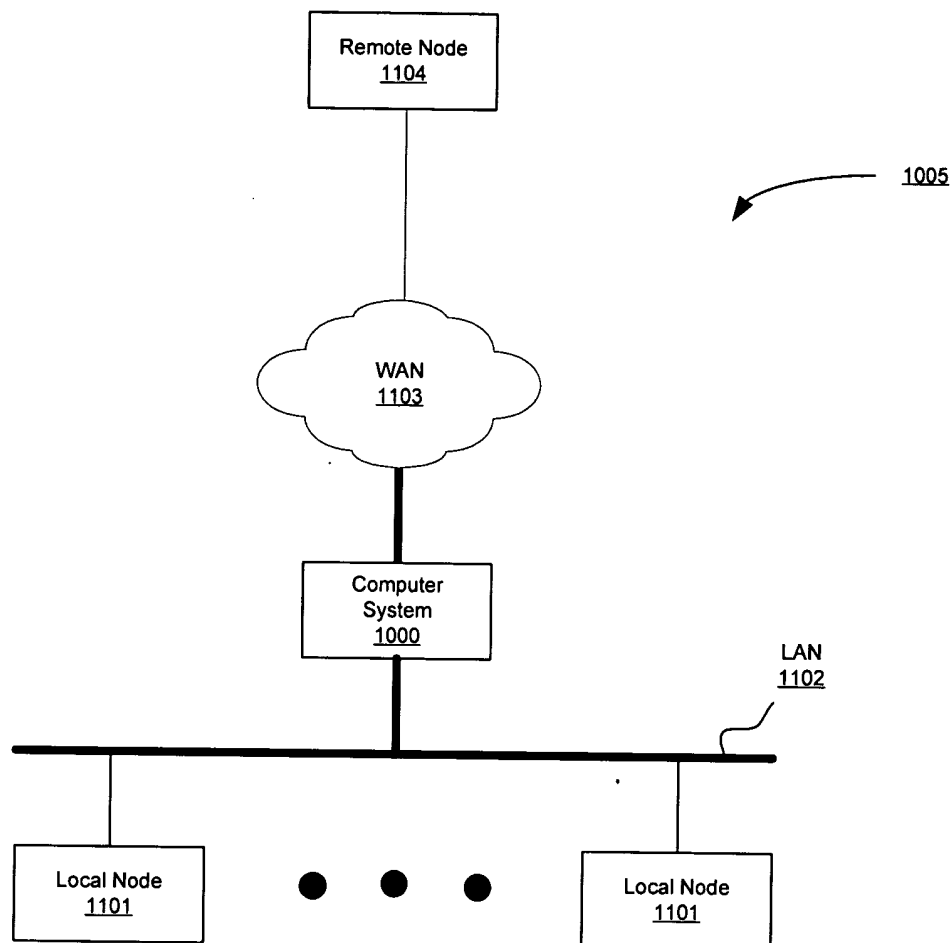 Remote Node
1104
1005
WAN
1103
Computer
System
1000
LAN
1102
Local Node
1101
Local Node
1101